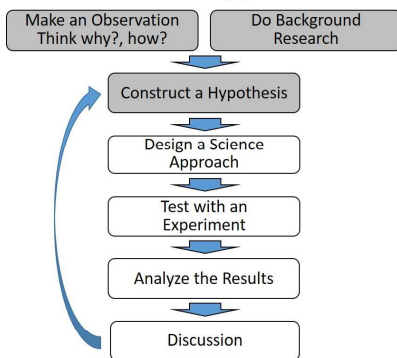 Make an Observation
Think why?, how?
Do Background
Research
Construct a Hypothesis
Design a Science
Approach
Test with an
Experiment
Analyze the Results
Discussion